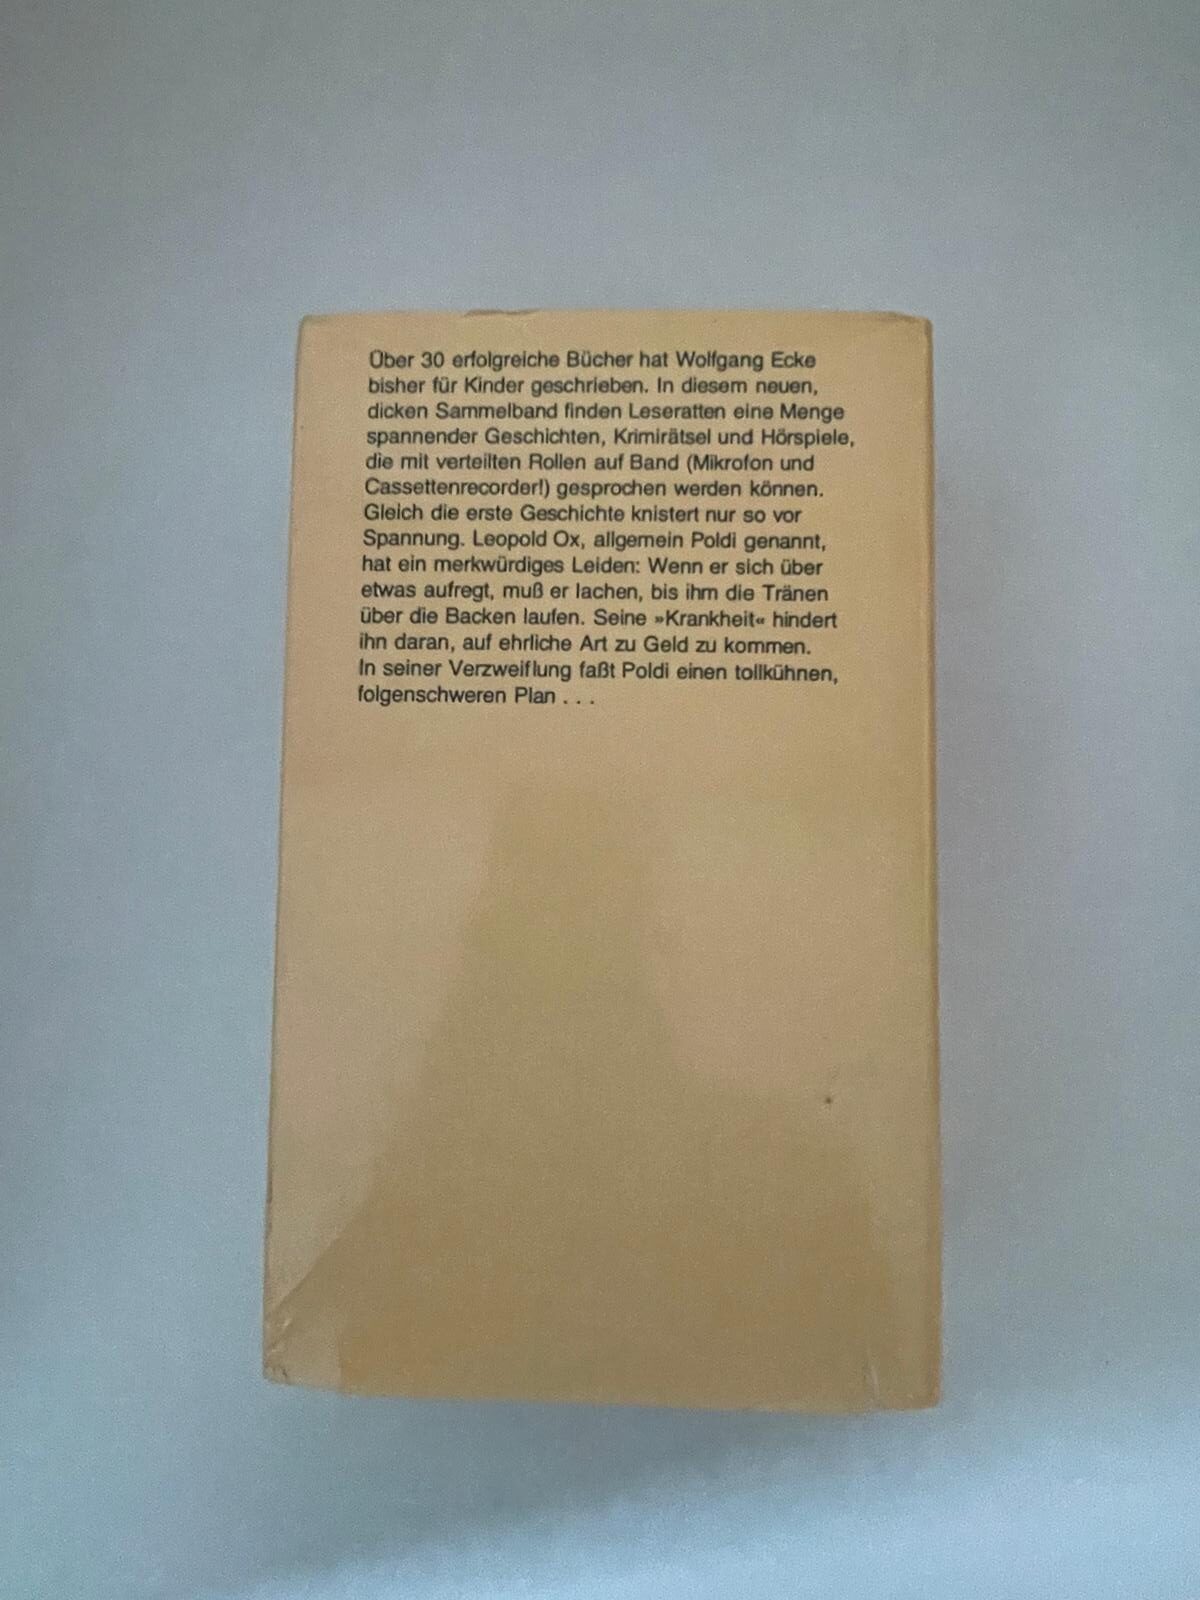 Über 30 erfolgreiche Bücher hat Wolfgang Ecke
bisher für Kinder geschrieben. In diesem neuen,
dicken Sammelband finden Leseratten eine Menge
spannender Geschichten, Krimirätsel und Hörspiele,
die mit verteilten Rollen auf Band (Mikrofon und
Cassettenrecorder!) gesprochen werden können.
Gleich die erste Geschichte knistert nur so vor
Spannung. Leopold Ox, allgemein Poldi genannt,
hat ein merkwürdiges Leiden: Wenn er sich über
etwas aufregt, muß er lachen, bis ihm die Tränen
über die Backen laufen. Seine »Krankheit« hindert
ihn daran, auf ehrliche Art zu Geld zu kommen.
In seiner Verzweiflung faßt Poldi einen tollkühnen,
folgenschweren Plan . . .